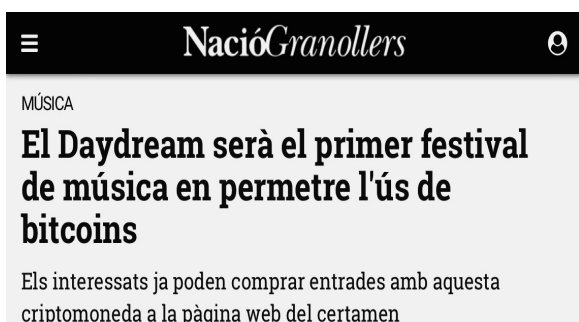 NacióGranollers
MÚSICA
El Daydream serà el primer festival
de música en permetre l'ús de
bitcoins
Els interessats ja poden comprar entrades amb aquesta
criptomoneda a la pàgina web del certamen